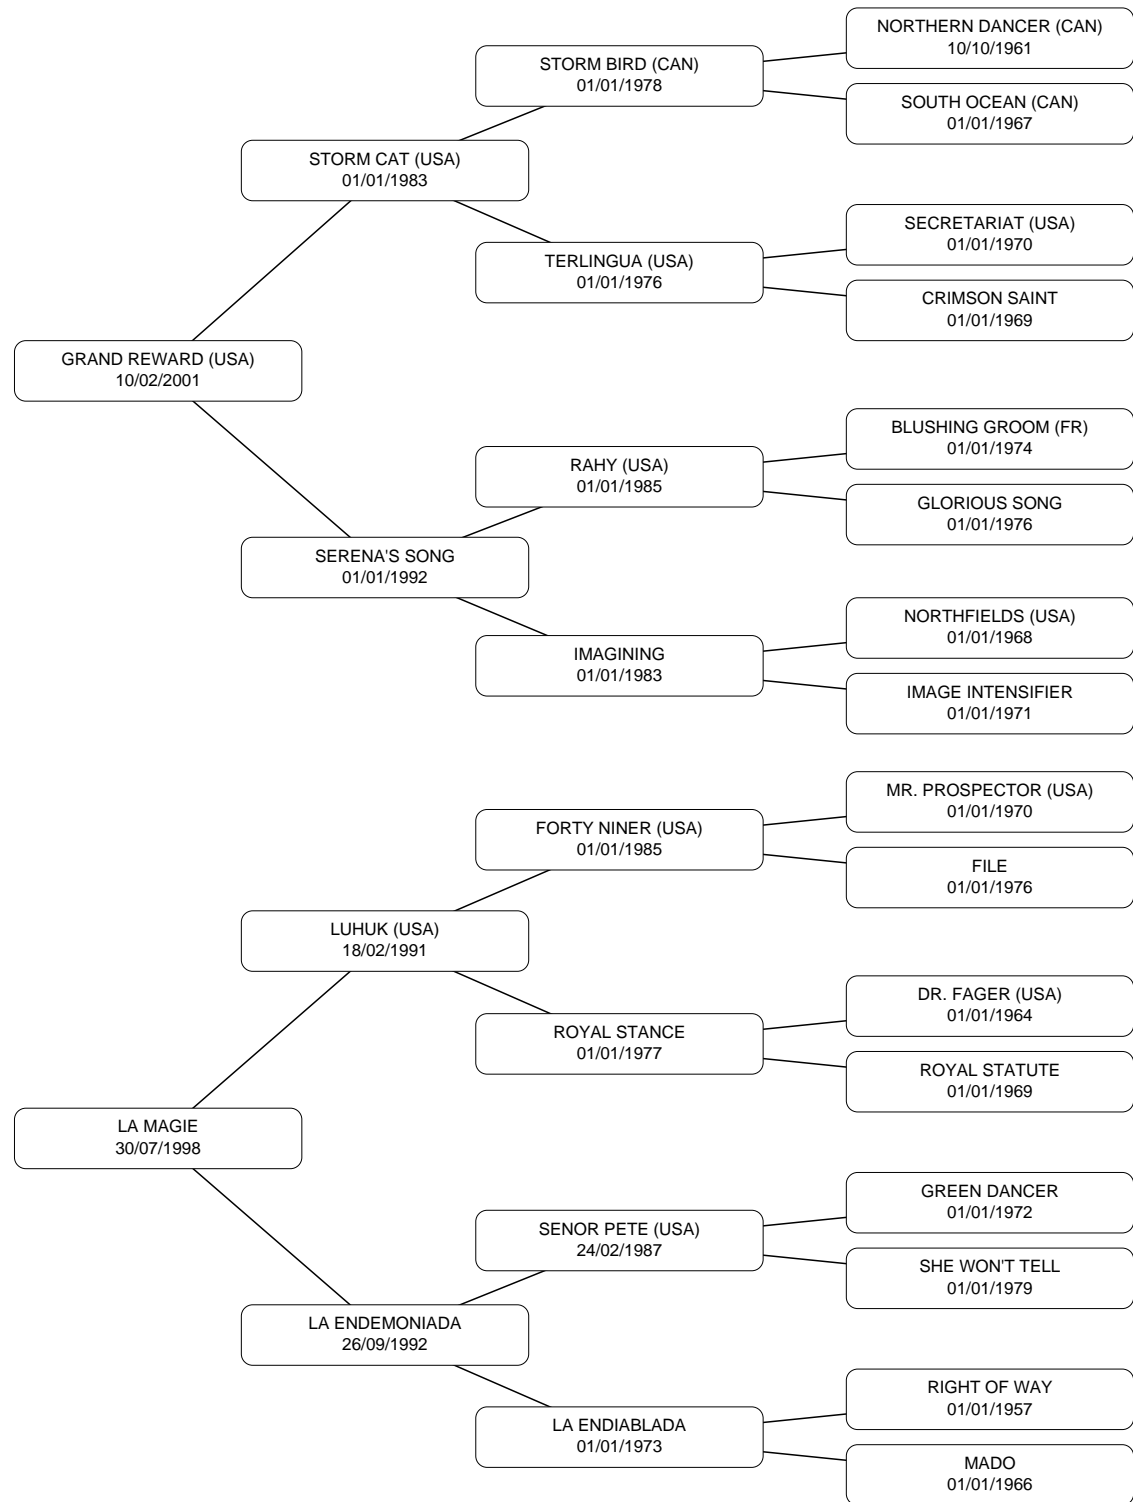 NORTHERN DANCER (CAN)
10/10/1961
STORM BIRD (CAN)
01/01/1978
SOUTH OCEAN (CAN)
01/01/1967
STORM CAT (USA)
01/01/1983
SECRETARIAT (USA)
01/01/1970
TERLINGUA (USA)
01/01/1976
CRIMSON SAINT
01/01/1969
GRAND REWARD (USA)
10/02/2001
BLUSHING GROOM (FR)
01/01/1974
RAHY (USA)
01/01/1985
GLORIOUS SONG
01/01/1976
SERENA'S SONG
01/01/1992
NORTHFIELDS (USA)
01/01/1968
IMAGINING
01/01/1983
IMAGE INTENSIFIER
01/01/1971
MR. PROSPECTOR (USA)
01/01/1970
FORTY NINER (USA)
01/01/1985
FILE
01/01/1976
LUHUK (USA)
18/02/1991
DR. FAGER (USA)
01/01/1964
ROYAL STANCE
01/01/1977
ROYAL STATUTE
01/01/1969
LA MAGIE
30/07/1998
GREEN DANCER
01/01/1972
SENOR PETE (USA)
24/02/1987
SHE WON'T TELL
01/01/1979
LA ENDEMONIADA
26/09/1992
RIGHT OF WAY
01/01/1957
LA ENDIABLADA
01/01/1973
MADO
01/01/1966